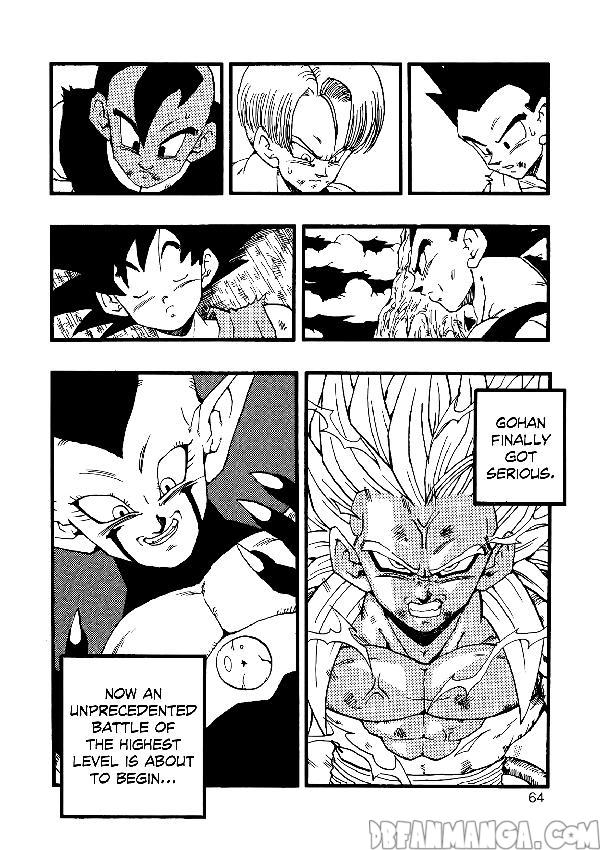 GOHAN
FINALLY
GOT
SERIOUS.
NOW AN
UNPRECEDENTED
BATTLE OF
THE HIGHEST
LEVEL IS ABOUT
TO BEGIN...
64
DBFANMANGA.COM